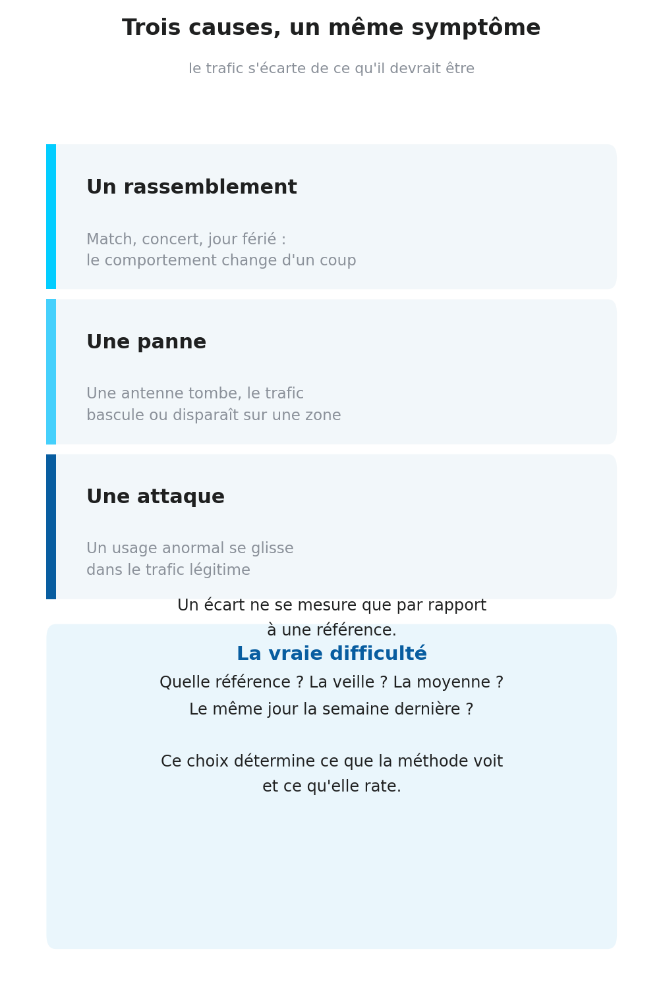 Trois causes, un même symptôme
le trafic s'écarte de ce qu'il devrait être
Un rassemblement
Match, concert, jour férié :
le comportement change d'un coup
Une panne
Une antenne tombe, le trafic
bascule ou disparaît sur une zone
Une attaque
Un usage anormal se glisse
dans le trafic légitime
Un écart ne se mesure que par rapport
à une référence.
La vraie difficulté
Quelle référence ? La veille ? La moyenne ?
Le même jour la semaine dernière ?
Ce choix détermine ce que la méthode voit
et ce qu'elle rate.